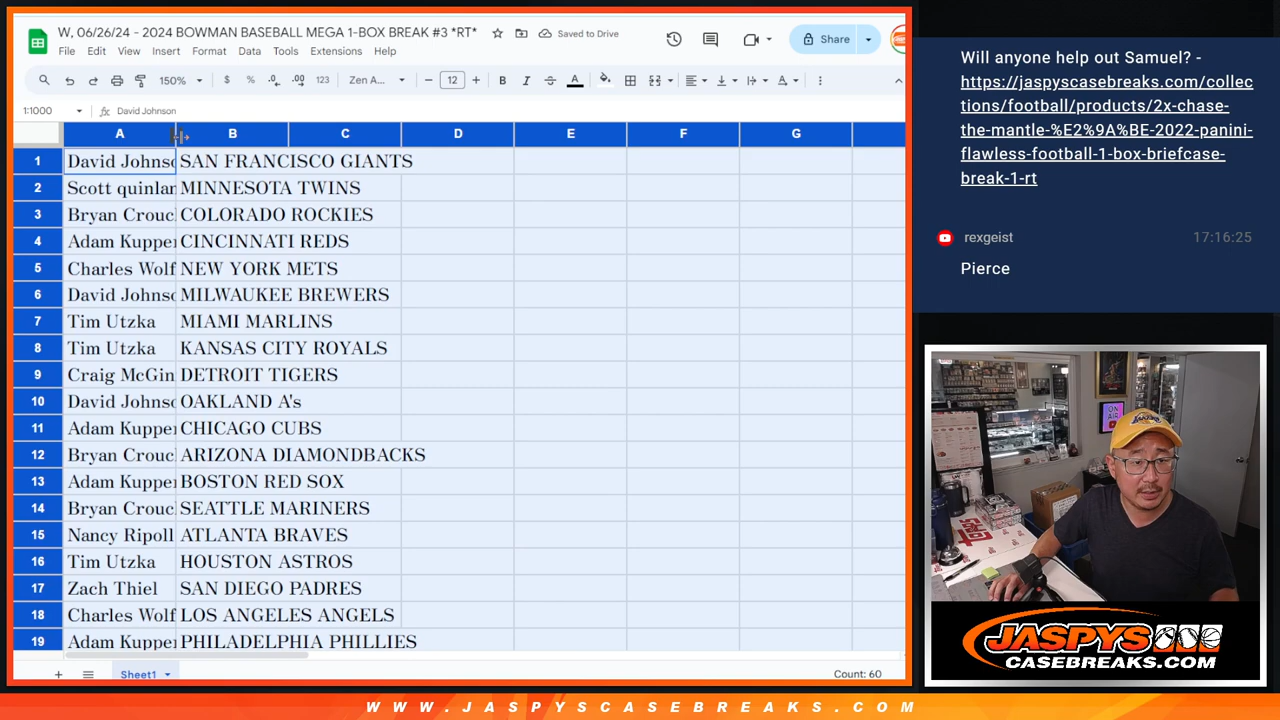 W, 06/26/24 - 2024 BOWMAN BASEBALL MEGA 1-BOX BREAK #3 *RT*
Saved to Drive
Share
File Edit View Insert Format Data Tools Extensions Help
150% $ % .0 .00 123 Zen A... 12 B I A
1:1000 fx David Johnson
A B C D E F G
1 David Johnso SAN FRANCISCO GIANTS
2 Scott quinlan MINNESOTA TWINS
3 Bryan Crouc COLORADO ROCKIES
4 Adam Kupper CINCINNATI REDS
5 Charles Wolf NEW YORK METS
6 David Johnso MILWAUKEE BREWERS
7 Tim Utzka MIAMI MARLINS
8 Tim Utzka KANSAS CITY ROYALS
9 Craig McGin DETROIT TIGERS
10 David Johnso OAKLAND A's
11 Adam Kupper CHICAGO CUBS
12 Bryan Crouc ARIZONA DIAMONDBACKS
13 Adam Kupper BOSTON RED SOX
14 Bryan Crouc SEATTLE MARINERS
15 Nancy Ripoll ATLANTA BRAVES
16 Tim Utzka HOUSTON ASTROS
17 Zach Thiel SAN DIEGO PADRES
18 Charles Wolf LOS ANGELES ANGELS
19 Adam Kupper PHILADELPHIA PHILLIES
Sheet1
Count: 60
Will anyone help out Samuel? -
https://jaspyscasebreaks.com/collec
tions/football/products/2x-chase-
the-mantle-%E2%9A%BE-2022-panini-
flawless-football-1-box-briefcase-
break-1-rt
rexgeist 17:16:25
Pierce
ON AIR
JASPYS
CASEBREAKS.COM
WWW.JASPYSCASEBREAKS.COM